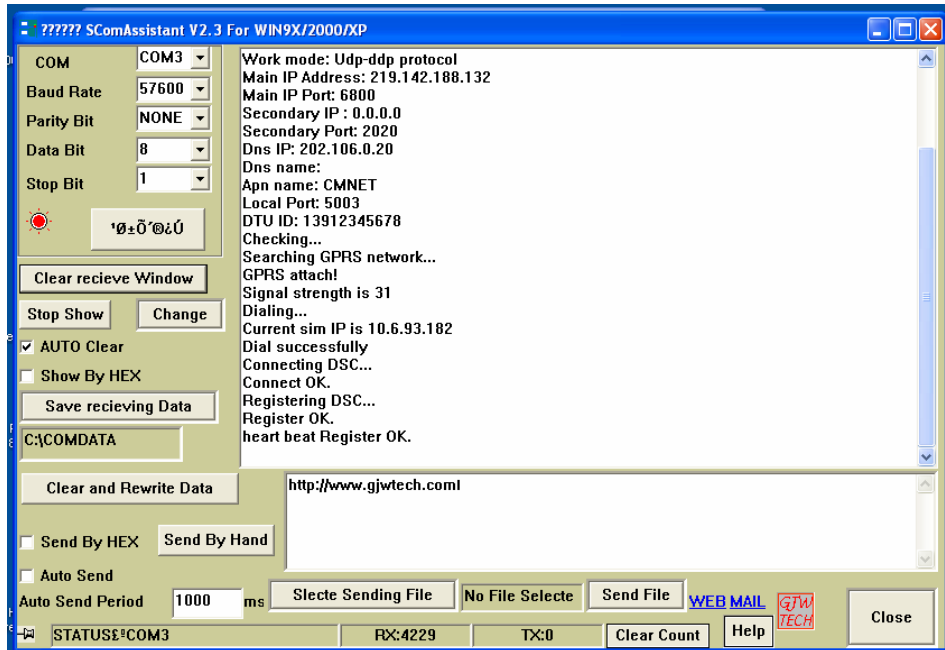 ?????? SComAssistant V2.3 For WIN9X/2000/XP
COM COM3
Baud Rate 57600
Parity Bit NONE
Data Bit 8
Stop Bit 1
¹Ø±Õ´®¿Ú
Clear recieve Window
Stop Show Change
AUTO Clear
Show By HEX
Save recieving Data
C:\COMDATA
Work mode: Udp-ddp protocol
Main IP Address: 219.142.188.132
Main IP Port: 6800
Secondary IP : 0.0.0.0
Secondary Port: 2020
Dns IP: 202.106.0.20
Dns name:
Apn name: CMNET
Local Port: 5003
DTU ID: 13912345678
Checking...
Searching GPRS network...
GPRS attach!
Signal strength is 31
Dialing...
Current sim IP is 10.6.93.182
Dial successfully
Connecting DSC...
Connect OK.
Registering DSC...
Register OK.
heart beat Register OK.
Clear and Rewrite Data
http://www.gjwtech.coml
Send By HEX Send By Hand
Auto Send
Auto Send Period 1000 ms
Slecte Sending File No File Selecte Send File WEB MAIL GJW
TECH
Close
STATUS£ºCOM3 RX:4229 TX:0 Clear Count Help